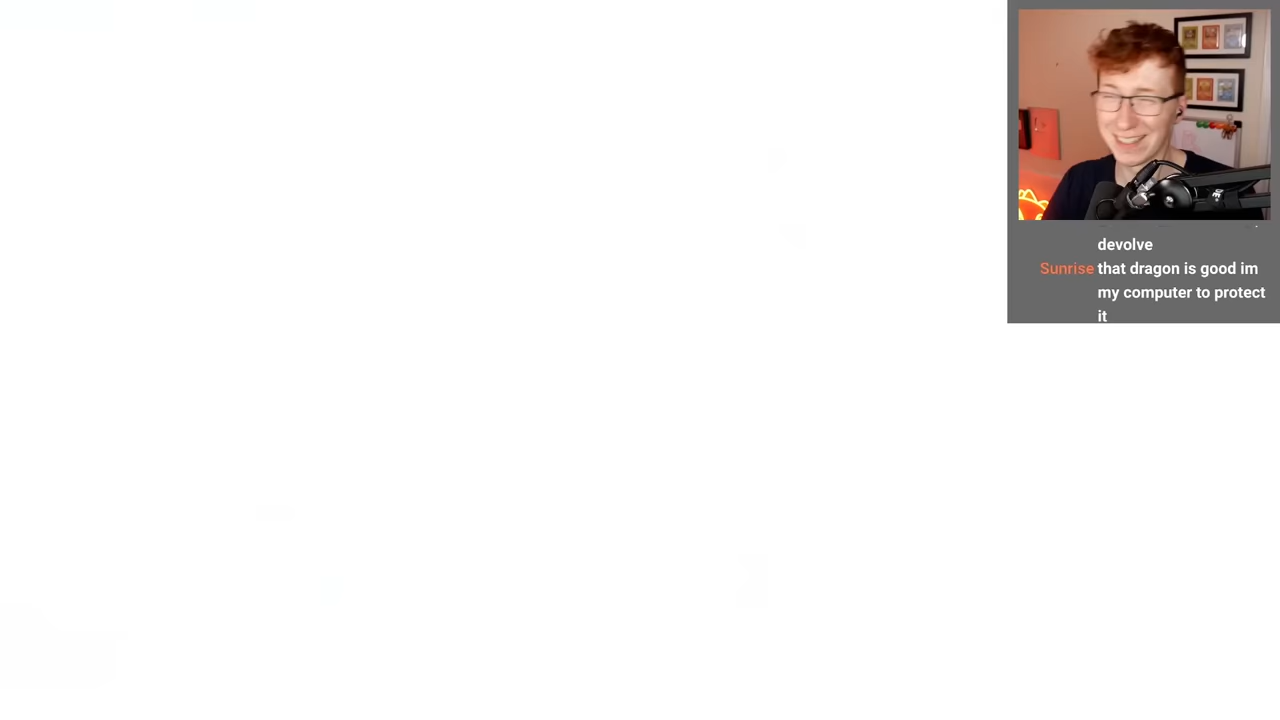 devolve
Sunrise that dragon is good im
my computer to protect
it